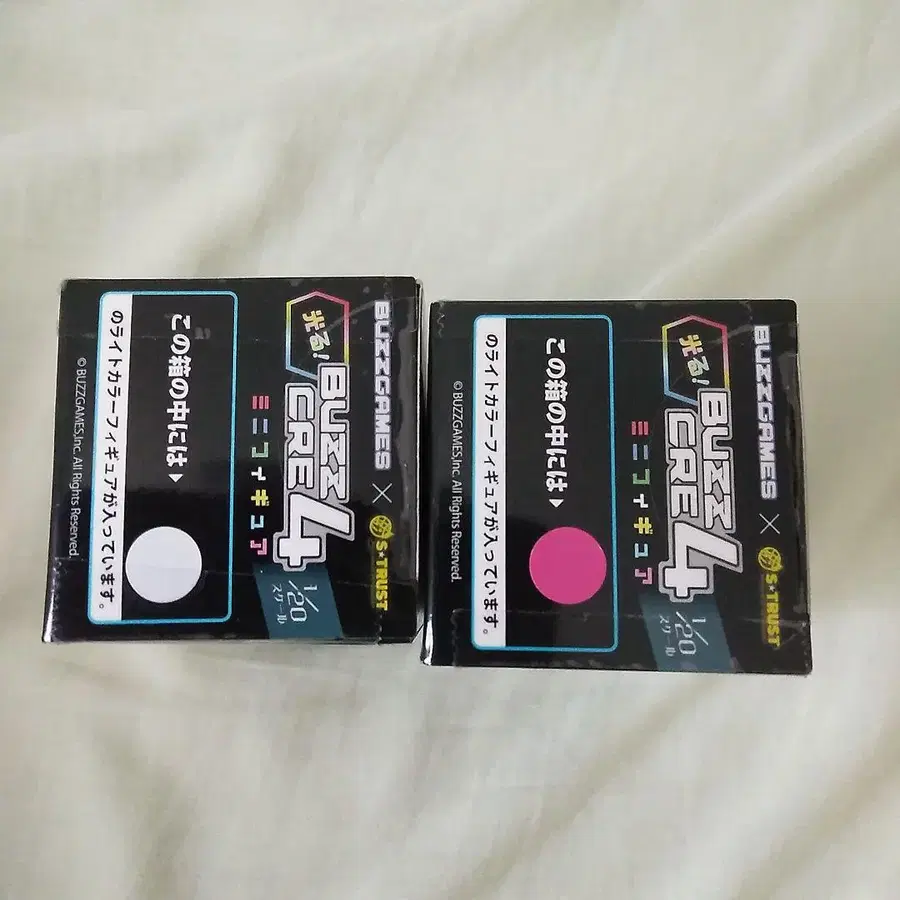 BUZZGAMES × S★TRUST
光る!
BUZZ
CRE4
1/20
スケール
ミニフィギュア
この箱の中には▶
のライトカラーフィギュアが入っています。
© BUZZGAMES,Inc. All Rights Reserved.
BUZZGAMES × S★TRUST
光る!
BUZZ
CRE4
1/20
スケール
ミニフィギュア
この箱の中には▶
のライトカラーフィギュアが入っています。
© BUZZGAMES,Inc. All Rights Reserved.